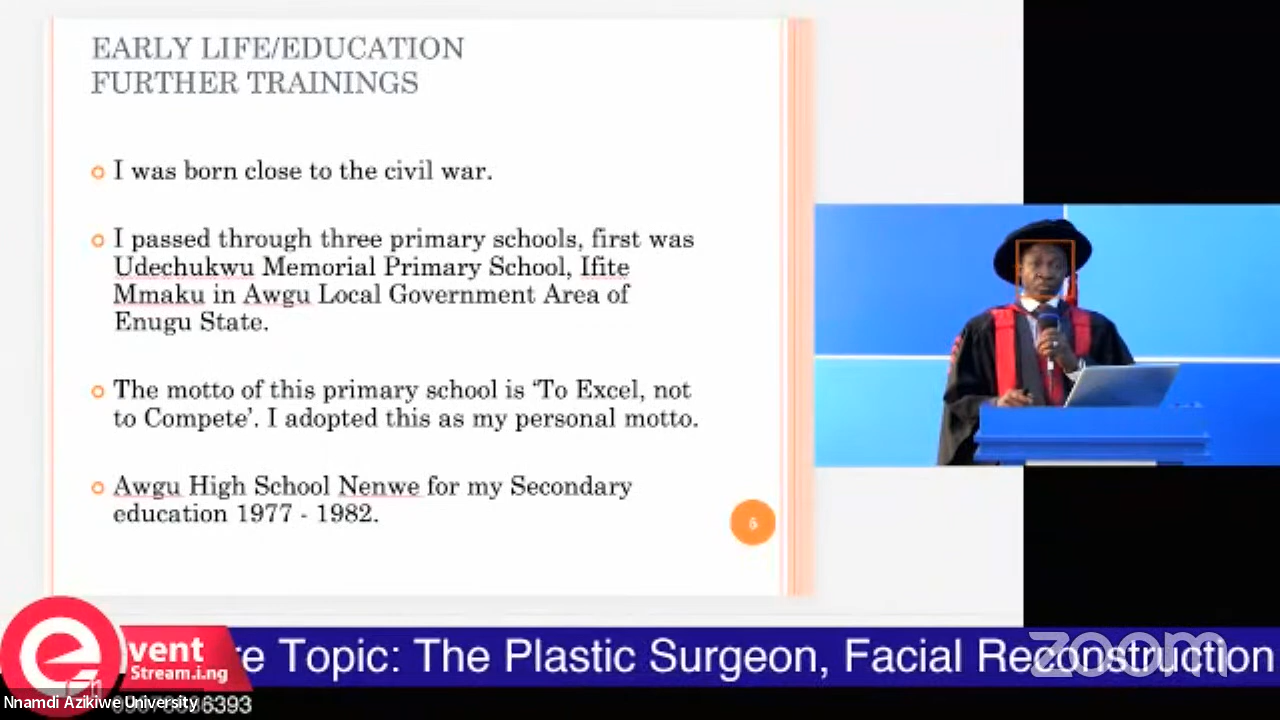 EARLY LIFE/EDUCATION
FURTHER TRAININGS
I was born close to the civil war.
I passed through three primary schools, first was
Udechukwu Memorial Primary School, Ifite
Mmaku in Awgu Local Government Area of
Enugu State.
The motto of this primary school is ‘To Excel, not
to Compete’. I adopted this as my personal motto.
Awgu High School Nenwe for my Secondary
education 1977 - 1982.
6
e vent
Stream.i.ng
re Topic: The Plastic Surgeon, Facial Reconstruction
zoom
Nnamdi Azikiwe University